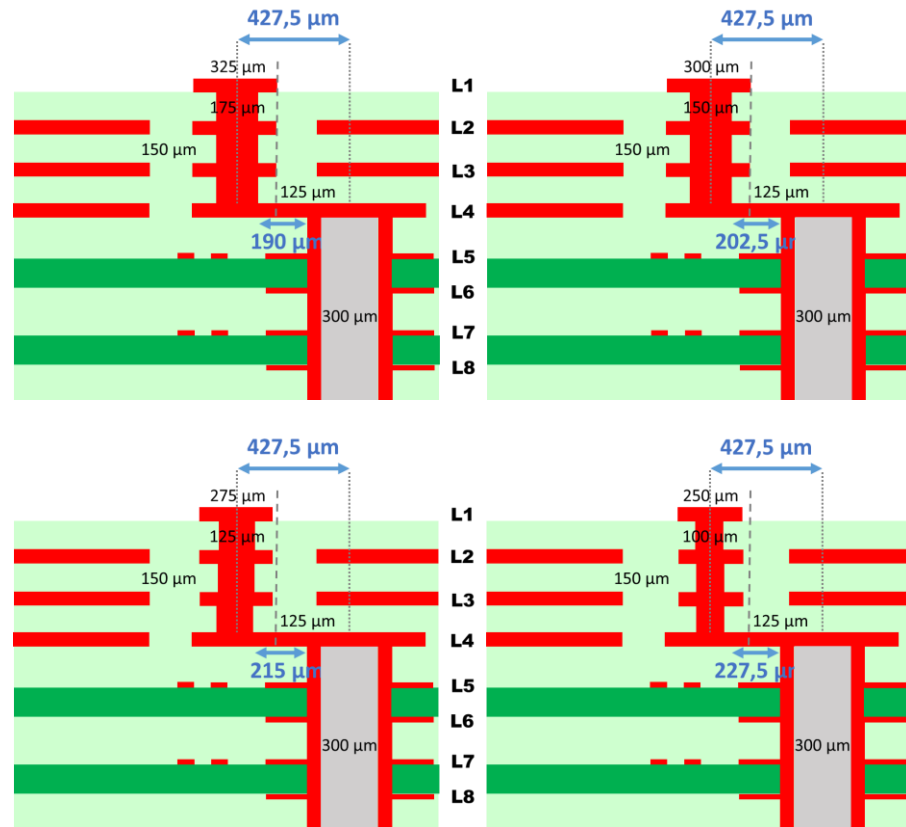 427,5 µm
325 µm
L1
175 µm
L2
150 µm
L3
125 µm
L4
190 µm
L5
L6
300 µm
L7
L8
427,5 µm
300 µm
150 µm
150 µm
125 µm
202,5 µm
300 µm
427,5 µm
275 µm
L1
125 µm
L2
150 µm
L3
125 µm
L4
215 µm
L5
L6
300 µm
L7
L8
427,5 µm
250 µm
100 µm
150 µm
125 µm
227,5 µm
300 µm